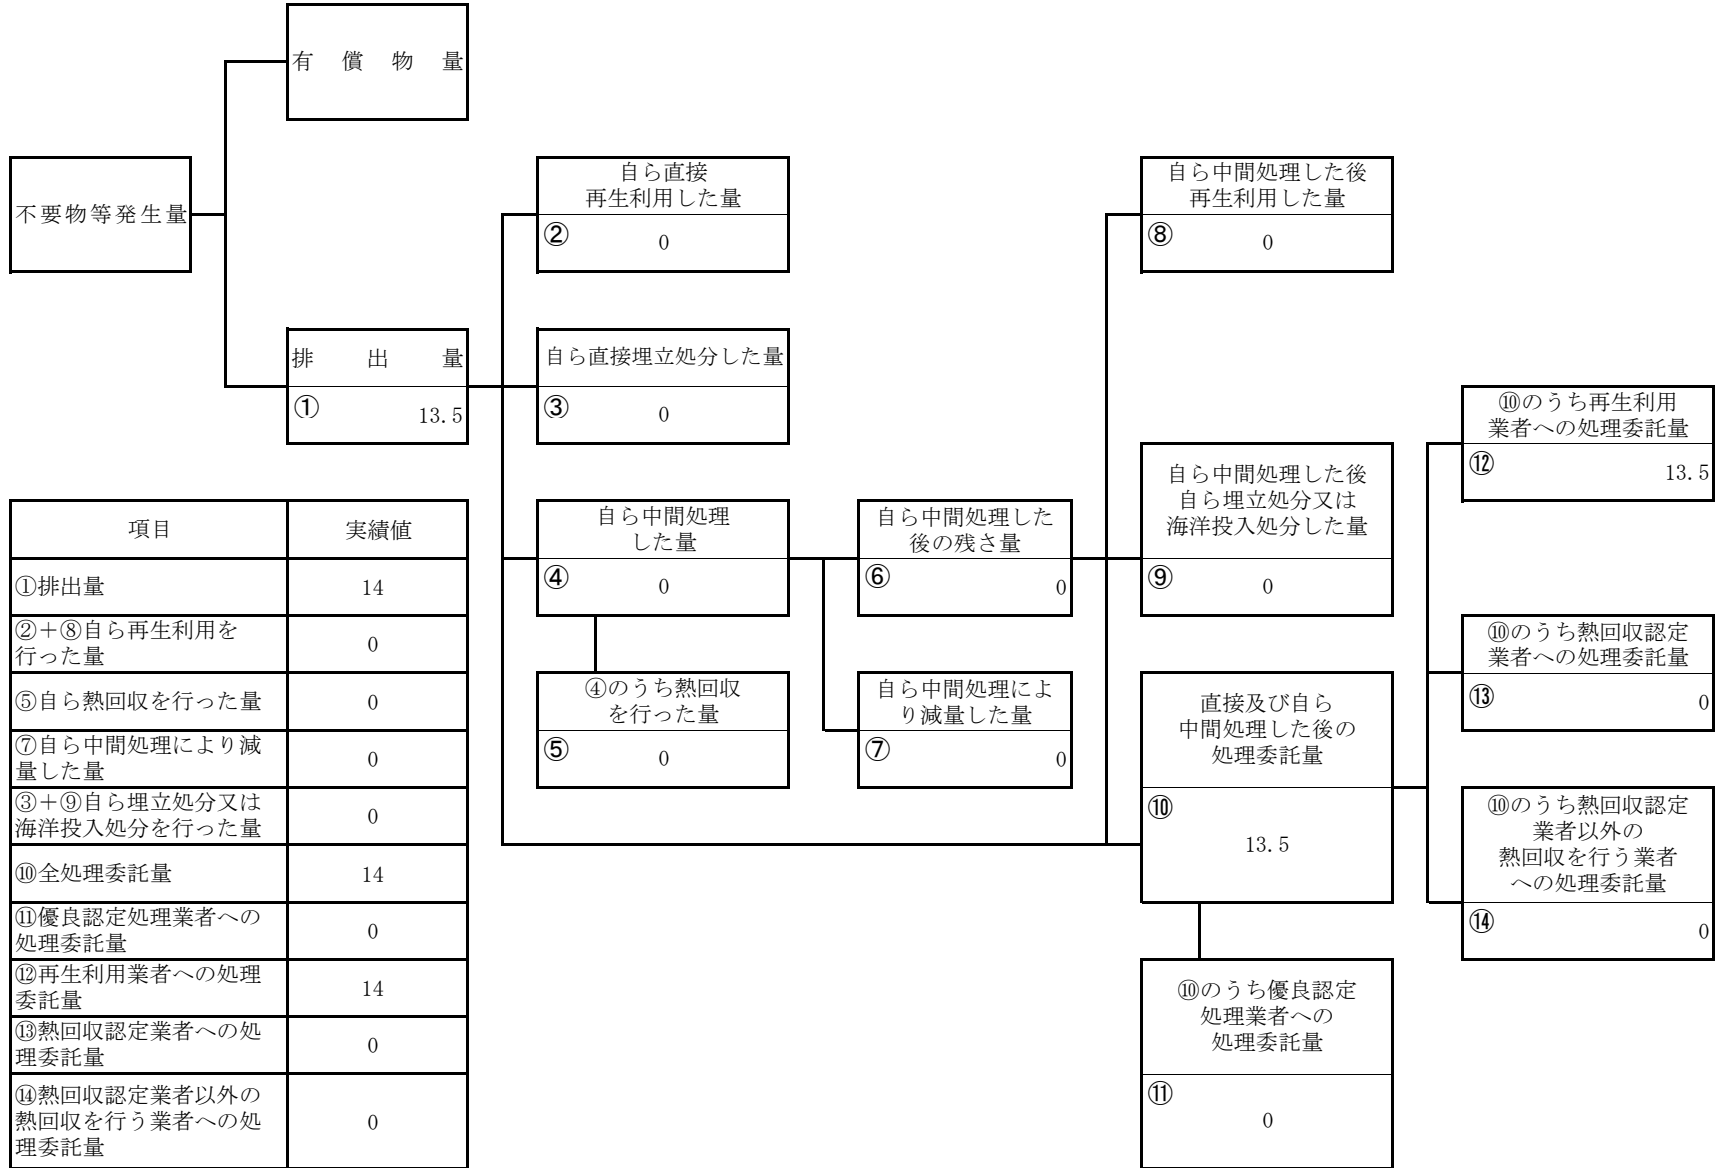 有償物量
不要物等発生量
自ら直接
再生利用した量
② 0
自ら中間処理した後
再生利用した量
⑧ 0
排出量
① 13.5
自ら直接埋立処分した量
③ 0
⑩のうち再生利用
業者への処理委託量
⑫ 13.5
自ら中間処理
した量
④ 0
自ら中間処理した
後の残さ量
⑥ 0
自ら中間処理した後
自ら埋立処分又は
海洋投入処分した量
⑨ 0
⑩のうち熱回収認定
業者への処理委託量
⑬ 0
④のうち熱回収
を行った量
⑤ 0
自ら中間処理によ
り減量した量
⑦ 0
直接及び自ら
中間処理した後の
処理委託量
⑩
13.5
⑩のうち熱回収認定
業者以外の
熱回収を行う業者
への処理委託量
⑭ 0
⑩のうち優良認定
処理業者への
処理委託量
⑪
0
項目 実績値
①排出量 14
②+⑧自ら再生利用を
行った量 0
⑤自ら熱回収を行った量 0
⑦自ら中間処理により減
量した量 0
③+⑨自ら埋立処分又は
海洋投入処分を行った量 0
⑩全処理委託量 14
⑪優良認定処理業者への
処理委託量 0
⑫再生利用業者への処理
委託量 14
⑬熱回収認定業者への処
理委託量 0
⑭熱回収認定業者以外の
熱回収を行う業者への処 0
理委託量